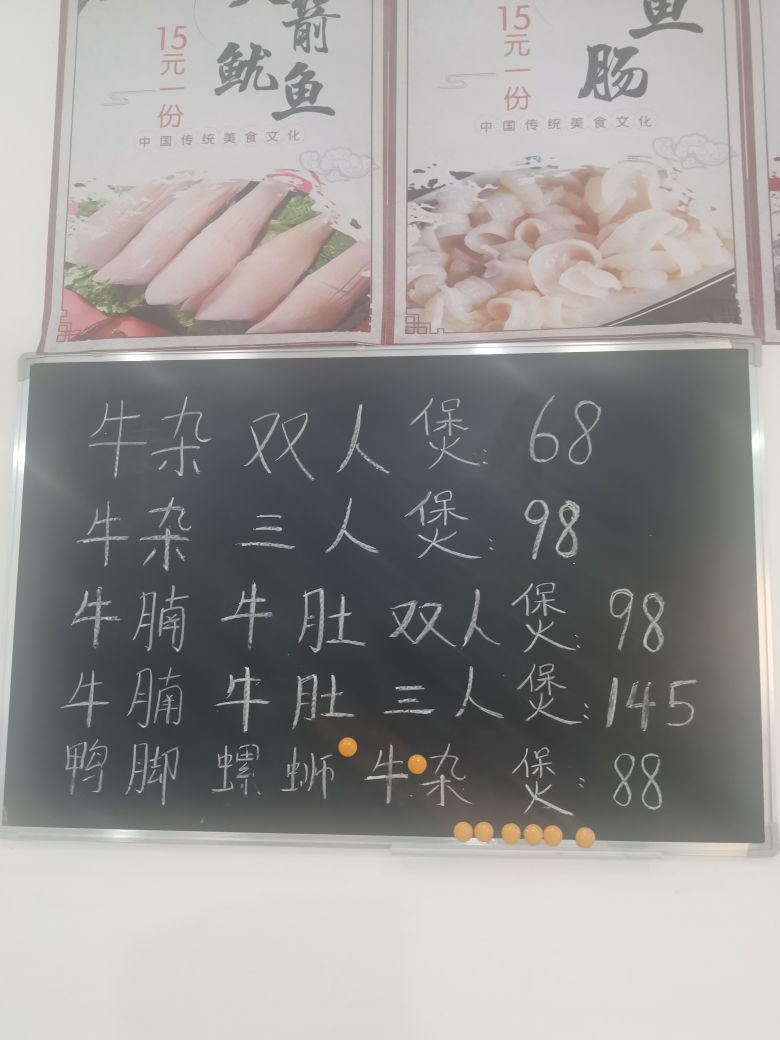 15元一份
箭
鱿鱼
中国传统美食文化
15元一份
鱼
肠
中国传统美食文化
牛杂 双人煲: 68
牛杂 三人煲: 98
牛腩 牛肚 双人煲: 98
牛腩 牛肚 三人煲: 145
鸭脚 螺蛳 牛杂 煲: 88